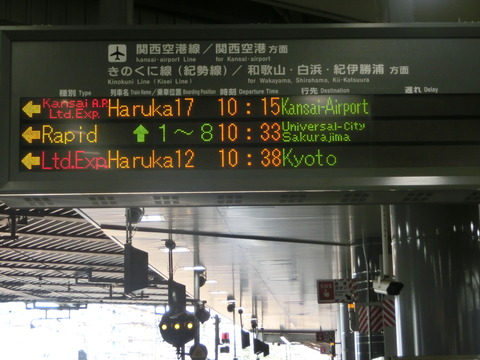 関西空港線／関西空港 方面
kansai-airport Line for Kansai-airport
きのくに線(紀勢線)／和歌山・白浜・紀伊勝浦 方面
Kinokuni Line (Kisei Line) for Wakayama, Shirahama, Kii-Katsuura
種別 Type 列車名 Train Name／乗車位置 Boarding Position 時刻 Departure Time 行先 Destination 遅れ Delay
Kansai A.P. Ltd.Exp. Haruka17 10:15 Kansai-Airport
Rapid ↑1～8 10:33 Universal-City Sakurajima
Ltd.Exp. Haruka12 10:38 Kyoto